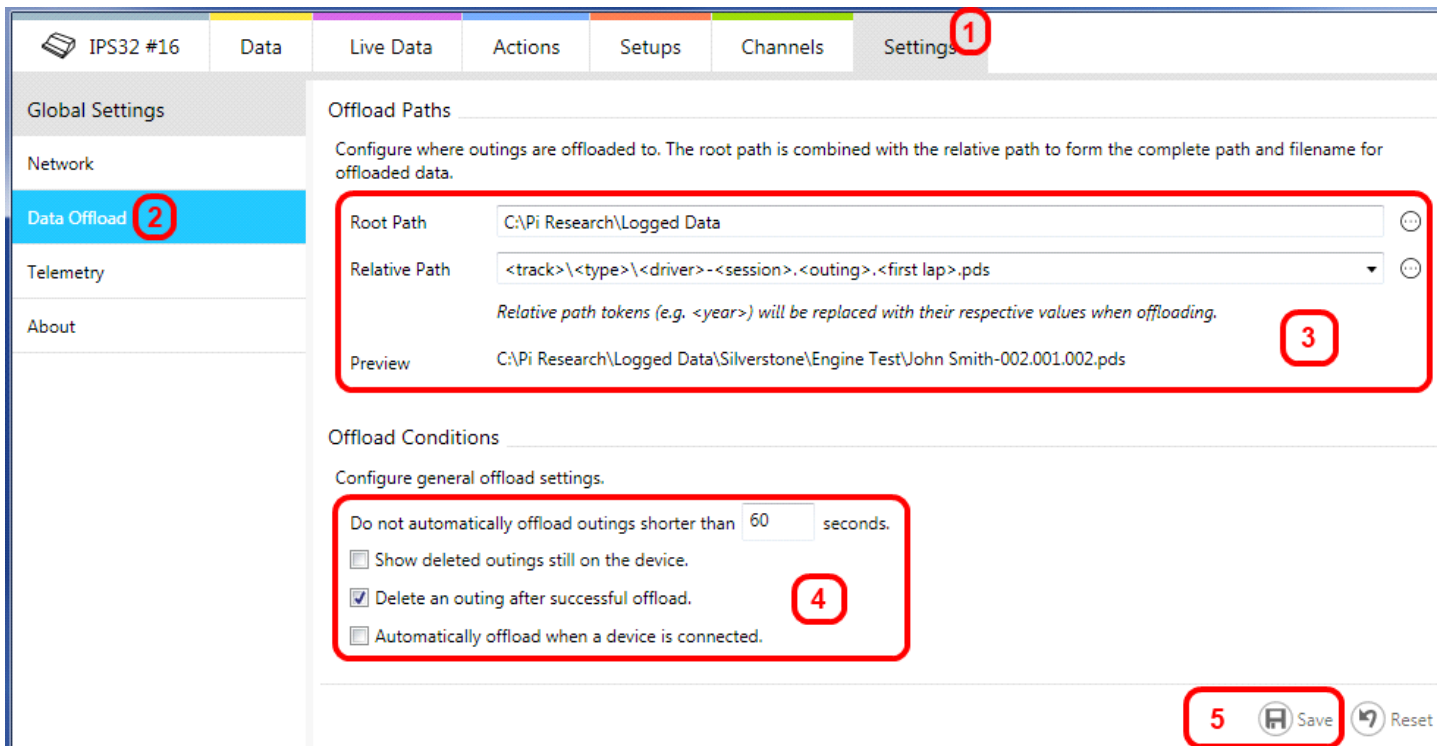 IPS32 #16 Data Live Data Actions Setups Channels Settings 1
Global Settings
Network
Data Offload 2
Telemetry
About
Offload Paths
Configure where outings are offloaded to. The root path is combined with the relative path to form the complete path and filename for
offloaded data.
Root Path C:\Pi Research\Logged Data
Relative Path <track>\<type>\<driver>-<session>.<outing>.<first lap>.pds
Relative path tokens (e.g. <year>) will be replaced with their respective values when offloading.
3
Preview C:\Pi Research\Logged Data\Silverstone\Engine Test\John Smith-002.001.002.pds
Offload Conditions
Configure general offload settings.
Do not automatically offload outings shorter than 60 seconds.
Show deleted outings still on the device.
Delete an outing after successful offload.
4
Automatically offload when a device is connected.
5 Save Reset